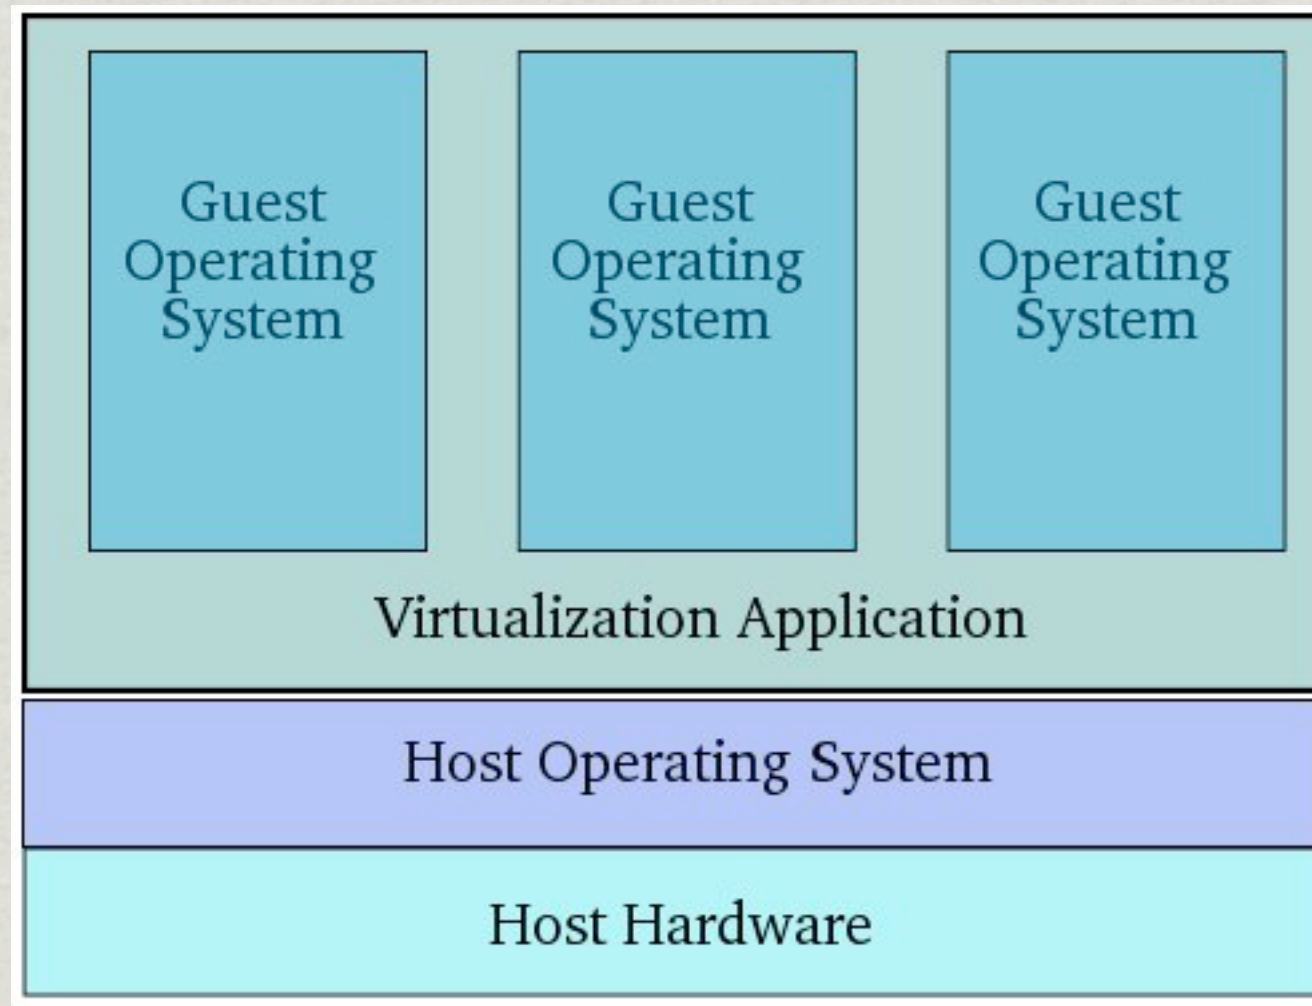 Guest
Operating
System
Guest
Operating
System
Guest
Operating
System
Virtualization Application
Host Operating System
Host Hardware